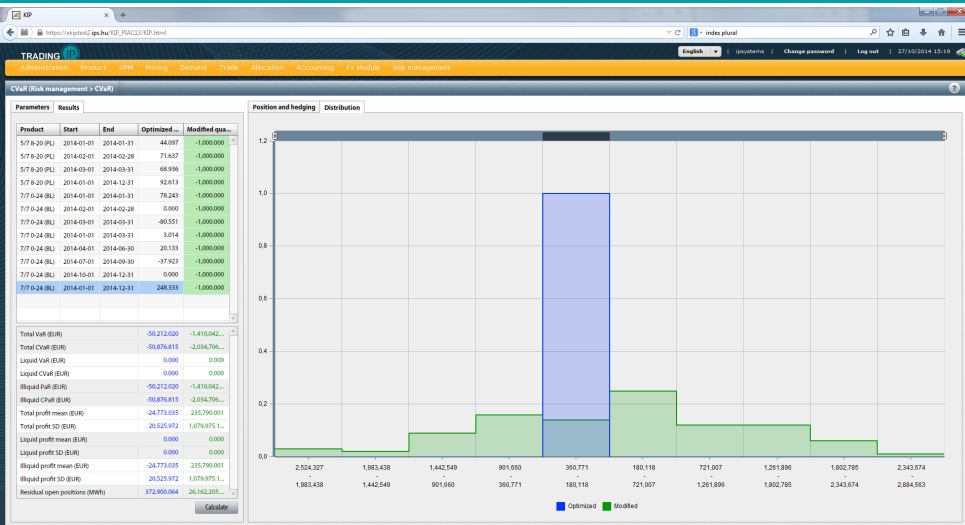 KIP
https://ekiptest2.ips.hu/KIP_PIAC13/KIP.html
index plural
TRADING IP
English | ipsystems | Change password | Log out | 27/10/2014 15:19
Administration Product SPM Pricing Demand Trade Allocation Accounting Fx Module Risk management
CVaR (Risk management > CVaR) ?
Parameters Results
Product Start End Optimized ... Modified qua...
5/7 8-20 (PL) 2014-01-01 2014-01-31 44.097 -1,000.000
5/7 8-20 (PL) 2014-02-01 2014-02-28 71.637 -1,000.000
5/7 8-20 (PL) 2014-03-01 2014-03-31 68.936 -1,000.000
5/7 8-20 (PL) 2014-01-01 2014-12-31 92.613 -1,000.000
7/7 0-24 (BL) 2014-01-01 2014-01-31 78.243 -1,000.000
7/7 0-24 (BL) 2014-02-01 2014-02-28 0.000 -1,000.000
7/7 0-24 (BL) 2014-03-01 2014-03-31 -80.551 -1,000.000
7/7 0-24 (BL) 2014-01-01 2014-03-31 3.014 -1,000.000
7/7 0-24 (BL) 2014-04-01 2014-06-30 20.133 -1,000.000
7/7 0-24 (BL) 2014-07-01 2014-09-30 -37.923 -1,000.000
7/7 0-24 (BL) 2014-10-01 2014-12-31 0.000 -1,000.000
7/7 0-24 (BL) 2014-01-01 2014-12-31 248.333 -1,000.000
Total VaR (EUR) -50,212.020 -1,410,042...
Total CVaR (EUR) -50,876.815 -2,034,706...
Liquid VaR (EUR) 0.000 0.000
Liquid CVaR (EUR) 0.000 0.000
Illiquid PaR (EUR) -50,212.020 -1,410,042...
Illiquid CPaR (EUR) -50,876.815 -2,034,706...
Total profit mean (EUR) -24,773.035 235,790.001
Total profit SD (EUR) 20,525.972 1,079,975.1...
Liquid profit mean (EUR) 0.000 0.000
Liquid profit SD (EUR) 0.000 0.000
Illiquid profit mean (EUR) -24,773.035 235,790.001
Illiquid profit SD (EUR) 20,525.972 1,079,975.1...
Residual open positions (MWh) 372,900.064 26,162,205...
Calculate
Position and hedging Distribution
1,2
1,0
0,8
0,6
0,4
0,2
0,0
2,524,327 1,983,438 1,442,549 901,660 360,771 180,118 721,007 1,261,896 1,802,785 2,343,674
- - - - - - - - - -
1,983,438 1,442,549 901,660 360,771 180,118 721,007 1,261,896 1,802,785 2,343,674 2,884,563
Optimized Modified